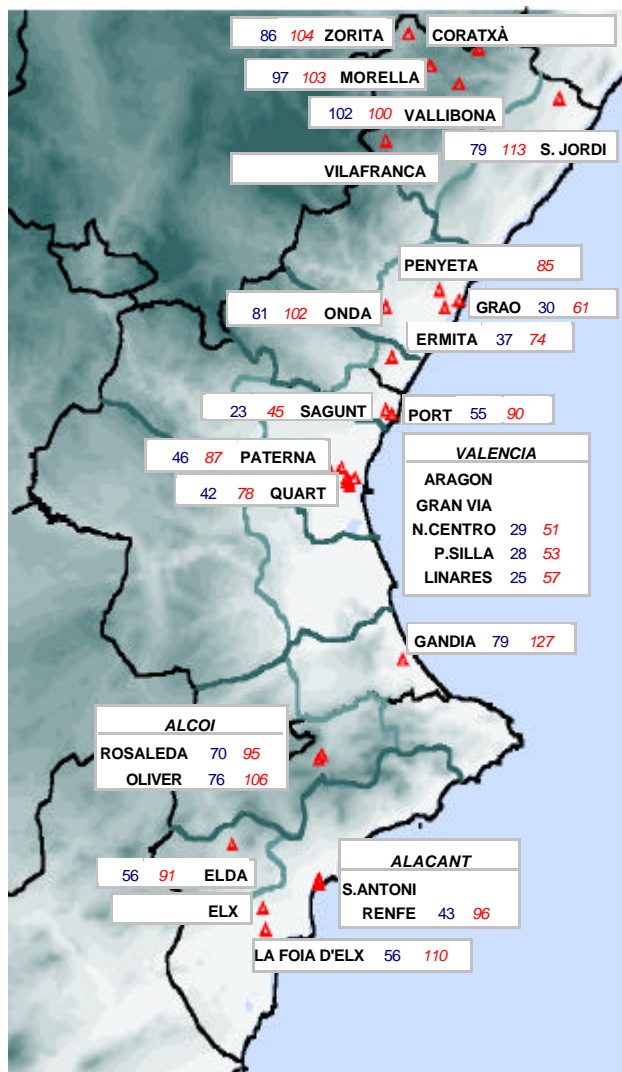 86 104 ZORITA
CORATXÀ
97 103 MORELLA
102 100 VALLIBONA
79 113 S. JORDI
VILAFRANCA
PENYETA 85
81 102 ONDA
GRAO 30 61
ERMITA 37 74
23 45 SAGUNT
PORT 55 90
46 87 PATERNA
42 78 QUART
VALENCIA
ARAGON
GRAN VIA
N.CENTRO 29 51
P.SILLA 28 53
LINARES 25 57
GANDIA 79 127
ALCOI
ROSALEDA 70 95
OLIVER 76 106
56 91 ELDA
ELX
ALACANT
S.ANTONI
RENFE 43 96
LA FOIA D'ELX 56 110